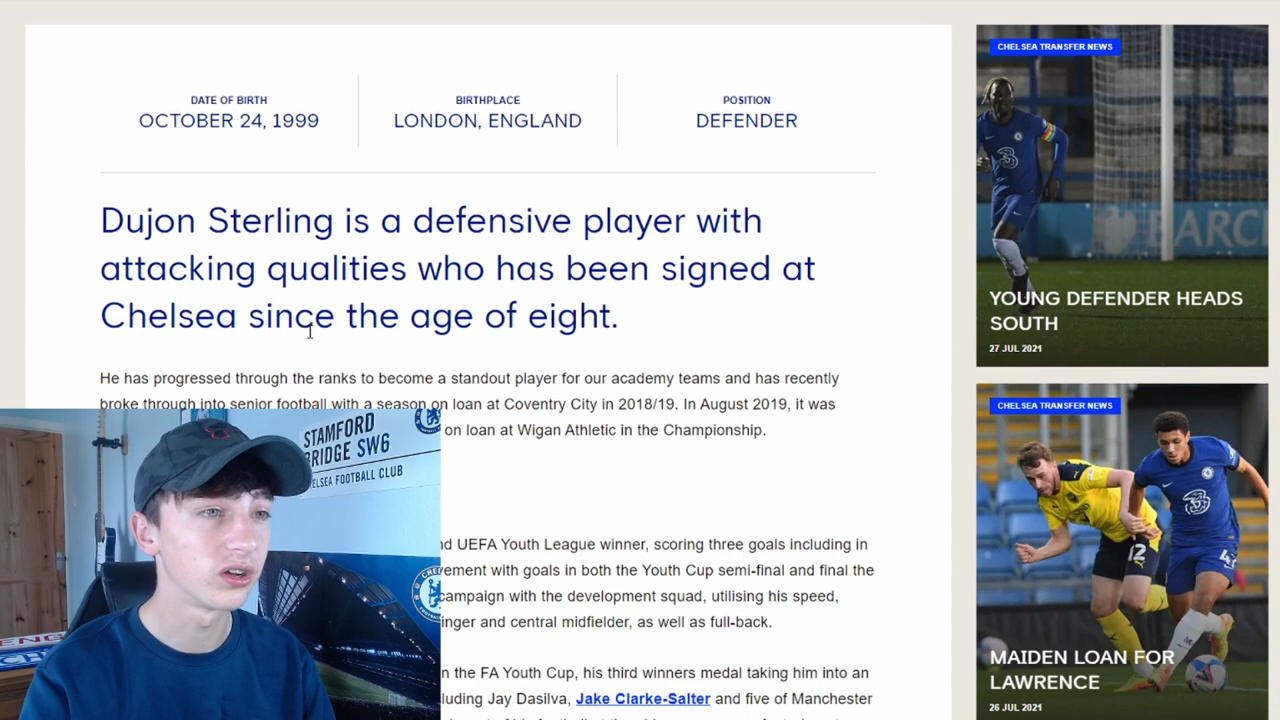 DATE OF BIRTH
OCTOBER 24, 1999
BIRTHPLACE
LONDON, ENGLAND
POSITION
DEFENDER
Dujon Sterling is a defensive player with
attacking qualities who has been signed at
Chelsea since the age of eight.
He has progressed through the ranks to become a standout player for our academy teams and has recently
broke through into senior football with a season on loan at Coventry City in 2018/19. In August 2019, it was
on loan at Wigan Athletic in the Championship.
UEFA Youth League winner, scoring three goals including in
with goals in both the Youth Cup semi-final and final the
campaign with the development squad, utilising his speed,
and central midfielder, as well as full-back.
the FA Youth Cup, his third winners medal taking him into an
Jay Dasilva, Jake Clarke-Salter and five of Manchester
CHELSEA TRANSFER NEWS
YOUNG DEFENDER HEADS
SOUTH
27 JUL 2021
CHELSEA TRANSFER NEWS
MAIDEN LOAN FOR
LAWRENCE
26 JUL 2021
BARC
3
3
12
STAMFORD
BRIDGE SW6
CHELSEA FOOTBALL CLUB